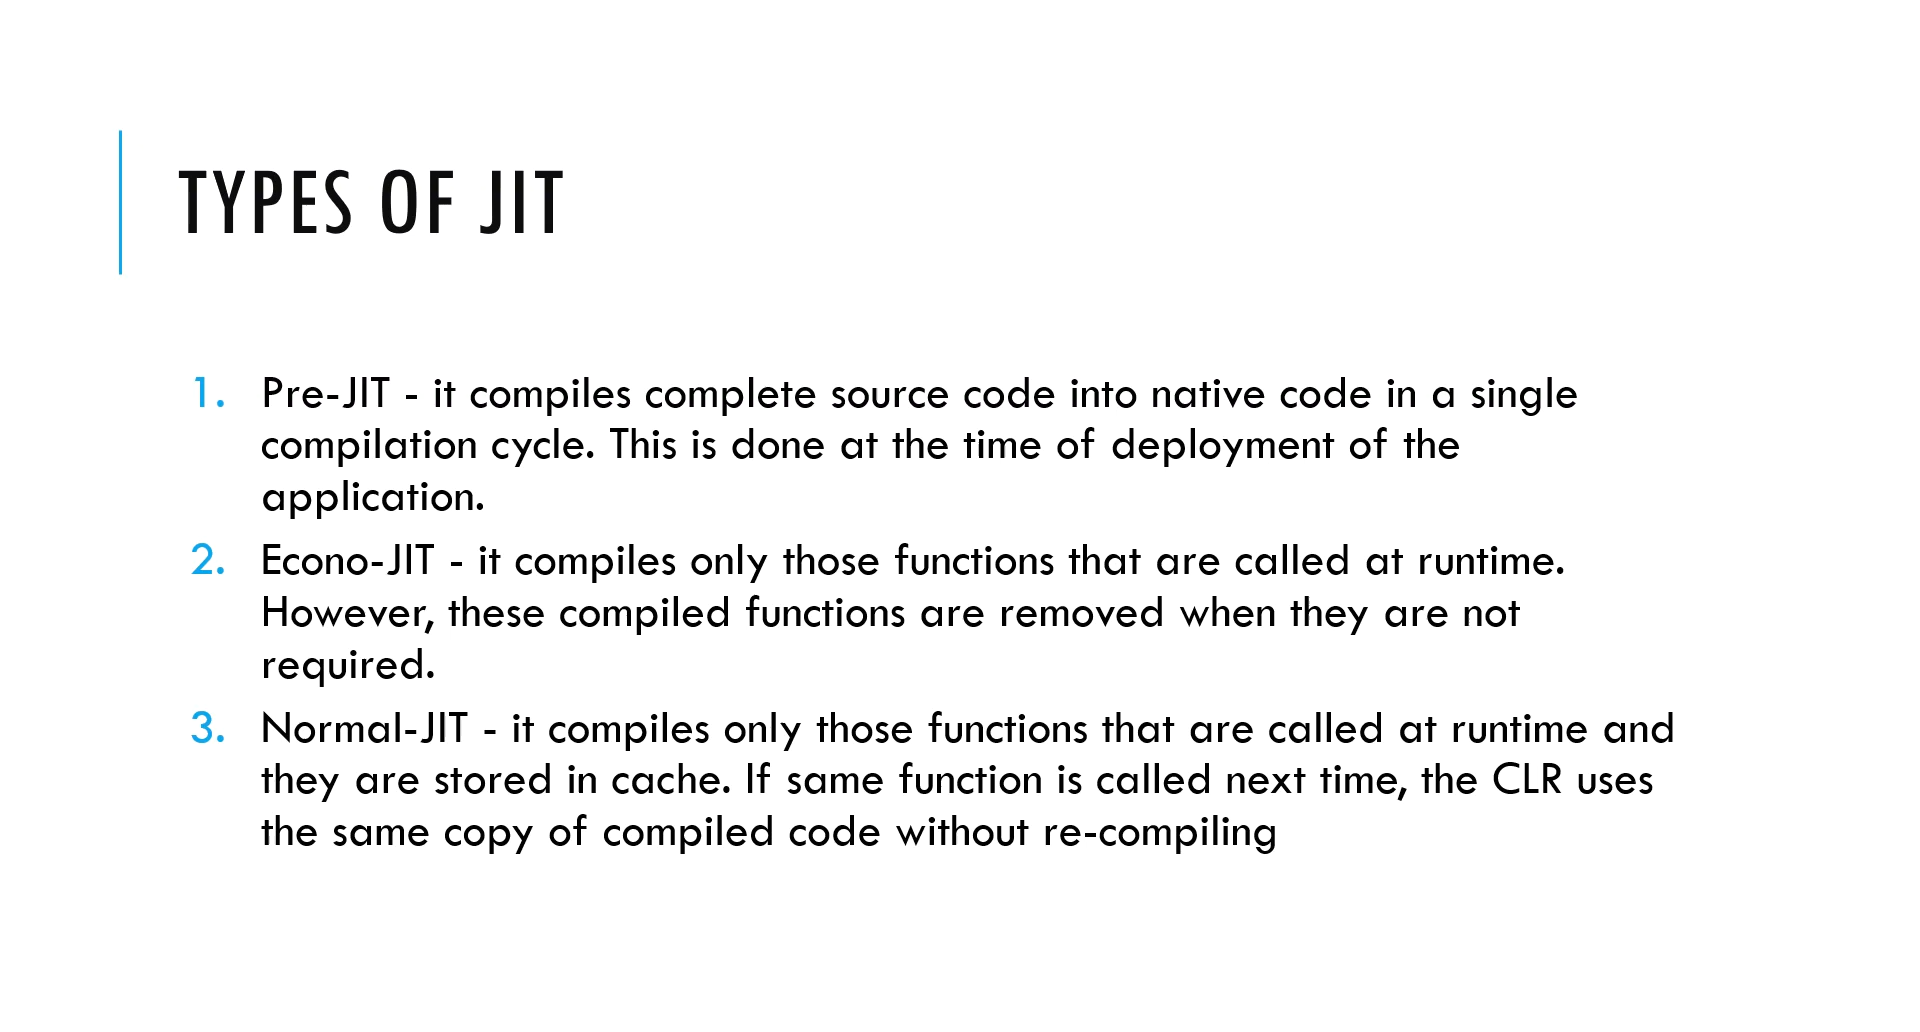 TYPES OF JIT
1. Pre-JIT - it compiles complete source code into native code in a single
compilation cycle. This is done at the time of deployment of the
application.
2. Econo-JIT - it compiles only those functions that are called at runtime.
However, these compiled functions are removed when they are not
required.
3. Normal-JIT - it compiles only those functions that are called at runtime and
they are stored in cache. If same function is called next time, the CLR uses
the same copy of compiled code without re-compiling